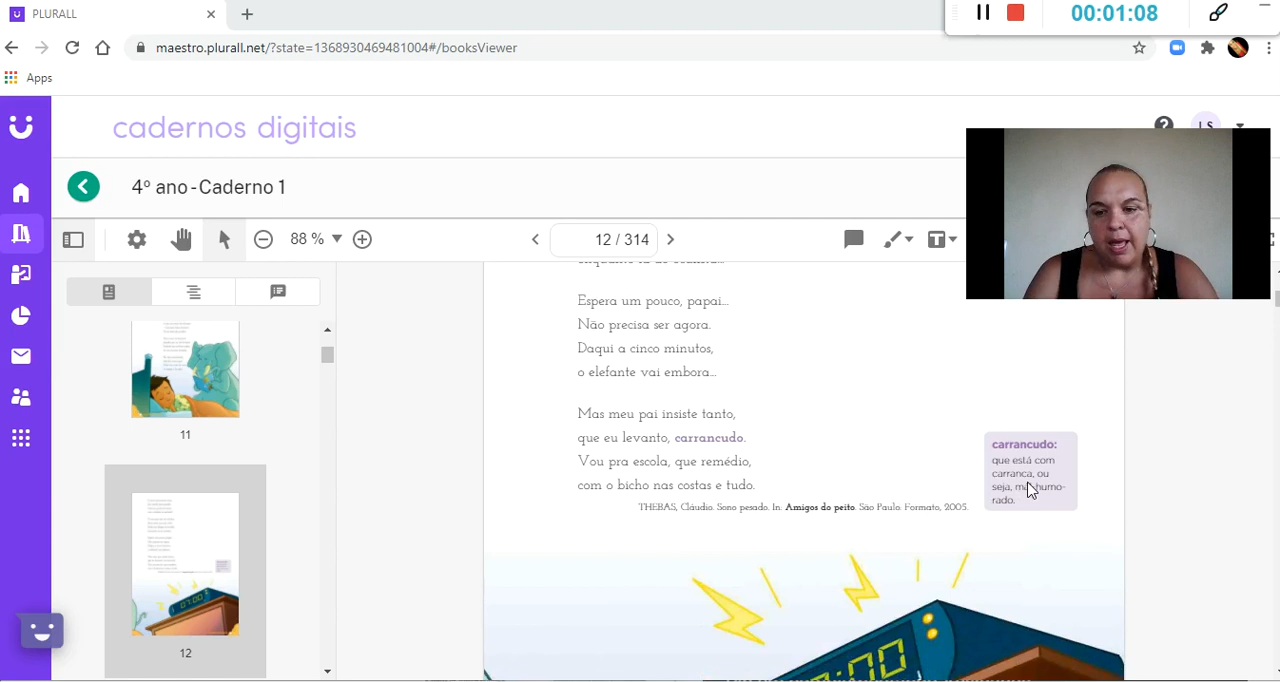 PLURALL
00:01:08
maestro.plurall.net/?state=1368930469481004#/booksViewer
Apps
cadernos digitais
LS
4º ano - Caderno 1
88 %
12 / 314
Espera um pouco, papai...
Não precisa ser agora.
Daqui a cinco minutos,
o elefante vai embora...
Mas meu pai insiste tanto,
que eu levanto, carrancudo.
Vou pra escola, que remédio,
com o bicho nas costas e tudo.
THEBAS, Cláudio. Sono pesado. In: Amigos do peito. São Paulo: Formato, 2005.
carrancudo:
que está com
carranca, ou
seja,
rado.
11
12